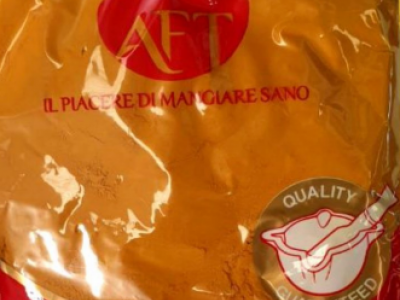 AFT
IL PIACERE DI MANGIARE SANO
QUALITY